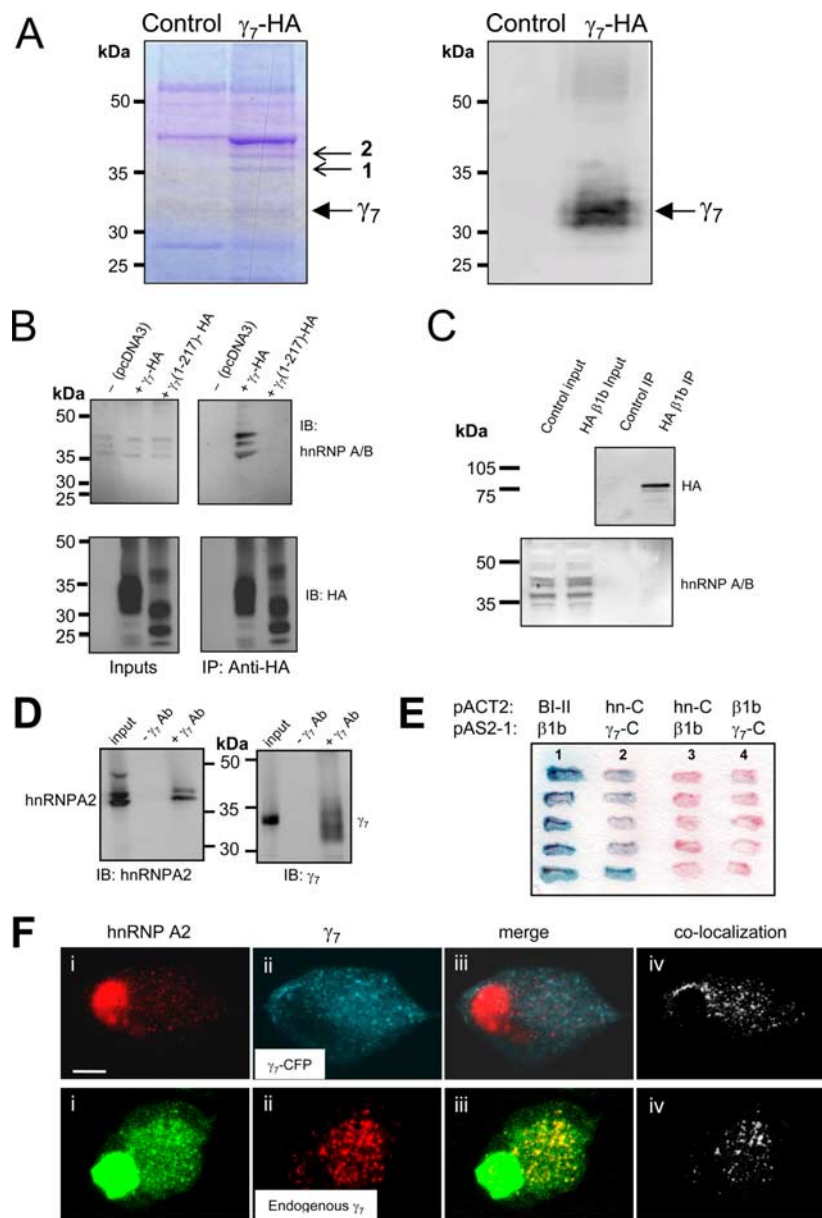 A
Control γ7-HA
kDa
50
35
30
25
2
1
γ7
Control γ7-HA
kDa
50
35
30
25
γ7
B
– (pcDNA3)
+ γ7-HA
+ γ7(1-217)- HA
– (pcDNA3)
+ γ7-HA
+ γ7(1-217)-HA
kDa
50
35
30
25
IB:
hnRNP A/B
50
35
30
25
IB: HA
Inputs
IP: Anti-HA
C
Control input
HA β1b Input
Control IP
HA β1b IP
kDa
105
75
HA
50
35
hnRNP A/B
D
input
- γ7 Ab
+ γ7 Ab
kDa
input
- γ7 Ab
+ γ7 Ab
hnRNPA2
35
30
γ7
IB: hnRNPA2
IB: γ7
E
pACT2: BI-II hn-C hn-C β1b
pAS2-1: β1b γ7-C β1b γ7-C
1 2 3 4
F
hnRNP A2 γ7 merge co-localization
i ii iii iv
γ7-CFP
i ii iii iv
Endogenous γ7